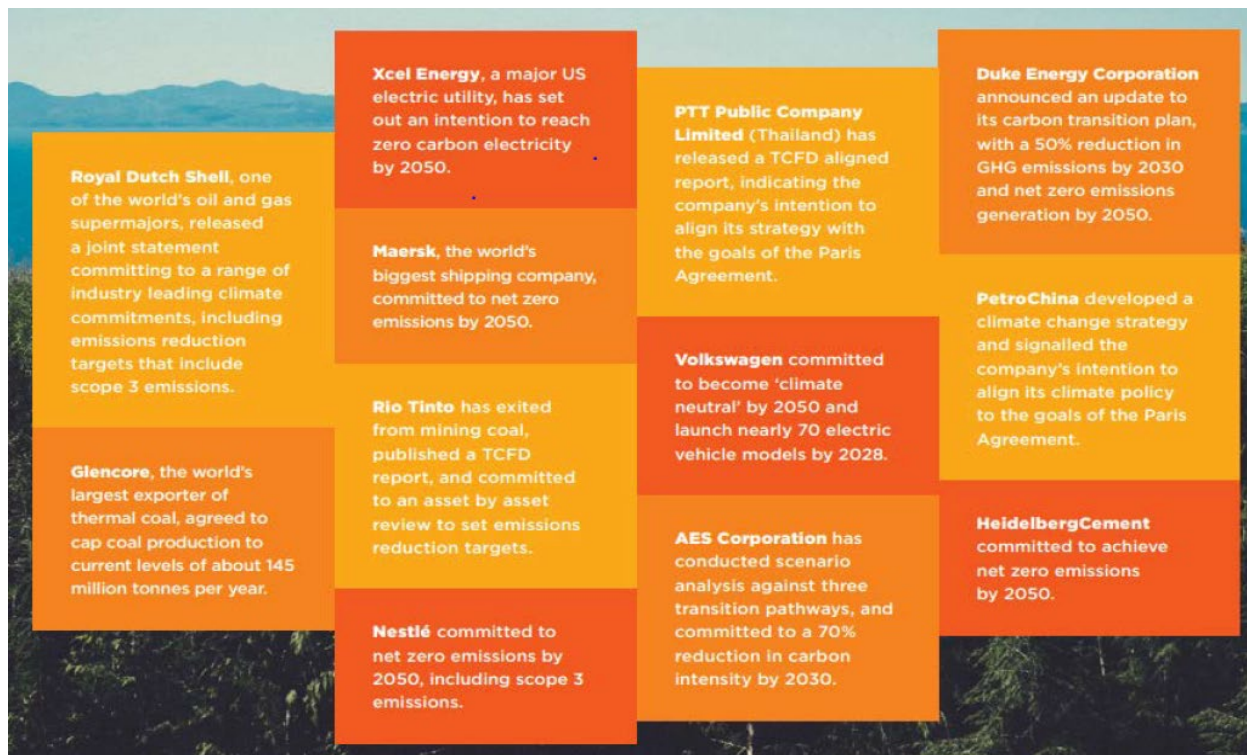 Royal Dutch Shell, one
of the world's oil and gas
supermajors, released
a joint statement
committing to a range of
industry leading climate
commitments, including
emissions reduction
targets that include
scope 3 emissions.
Glencore, the world's
largest exporter of
thermal coal, agreed to
cap coal production to
current levels of about 145
million tonnes per year.
Xcel Energy, a major US
electric utility, has set
out an intention to reach
zero carbon electricity
by 2050.
Maersk, the world's
biggest shipping company,
committed to net zero
emissions by 2050.
Rio Tinto has exited
from mining coal,
published a TCFD
report, and committed
to an asset by asset
review to set emissions
reduction targets.
Nestlé committed to
net zero emissions by
2050, including scope 3
emissions.
PTT Public Company
Limited (Thailand) has
released a TCFD aligned
report, indicating the
company's intention to
align its strategy with
the goals of the Paris
Agreement.
Volkswagen committed
to become ‘climate
neutral’ by 2050 and
launch nearly 70 electric
vehicle models by 2028.
AES Corporation has
conducted scenario
analysis against three
transition pathways, and
committed to a 70%
reduction in carbon
intensity by 2030.
Duke Energy Corporation
announced an update to
its carbon transition plan,
with a 50% reduction in
GHG emissions by 2030
and net zero emissions
generation by 2050.
PetroChina developed a
climate change strategy
and signalled the
company's intention to
align its climate policy
to the goals of the Paris
Agreement.
HeidelbergCement
committed to achieve
net zero emissions
by 2050.